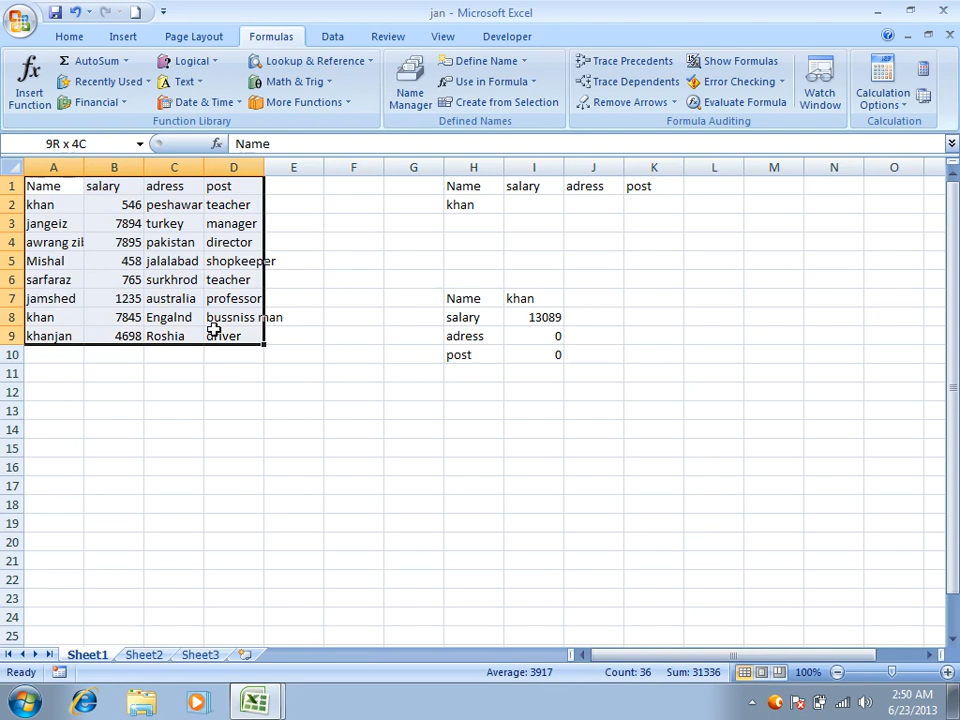 jan - Microsoft Excel
Home Insert Page Layout Formulas Data Review View Developer
fx Insert Function
Σ AutoSum Logical Lookup & Reference
Recently Used Text Math & Trig
Financial Date & Time More Functions
Function Library
Name Manager
Define Name
Use in Formula
Create from Selection
Defined Names
Trace Precedents Show Formulas
Trace Dependents Error Checking
Remove Arrows Evaluate Formula
Formula Auditing
Watch Window
Calculation Options
Calculation
9R x 4C fx Name
A B C D E F G H I J K L M N O
1 Name salary adress post Name salary adress post
2 khan 546 peshawar teacher khan
3 jangeiz 7894 turkey manager
4 awrang zib 7895 pakistan director
5 Mishal 458 jalalabad shopkeeper
6 sarfaraz 765 surkhrod teacher
7 jamshed 1235 australia professor Name khan
8 khan 7845 Engalnd bussniss man salary 13089
9 khanjan 4698 Roshia driver adress 0
10 post 0
11
12
13
14
15
16
17
18
19
20
21
22
23
24
25
Sheet1 Sheet2 Sheet3
Ready Average: 3917 Count: 36 Sum: 31336 100%
2:50 AM
6/23/2013